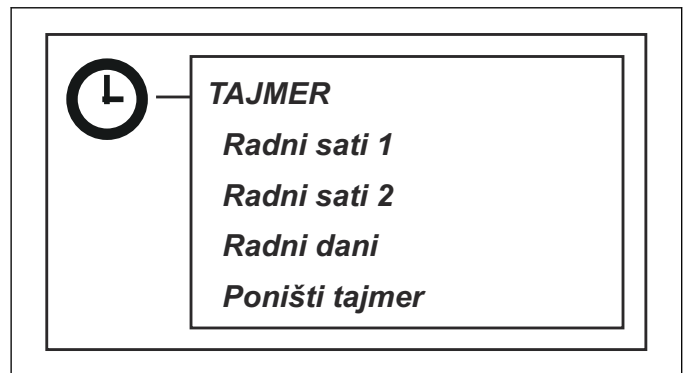 TAJMER
Radni sati 1
Radni sati 2
Radni dani
Poništi tajmer